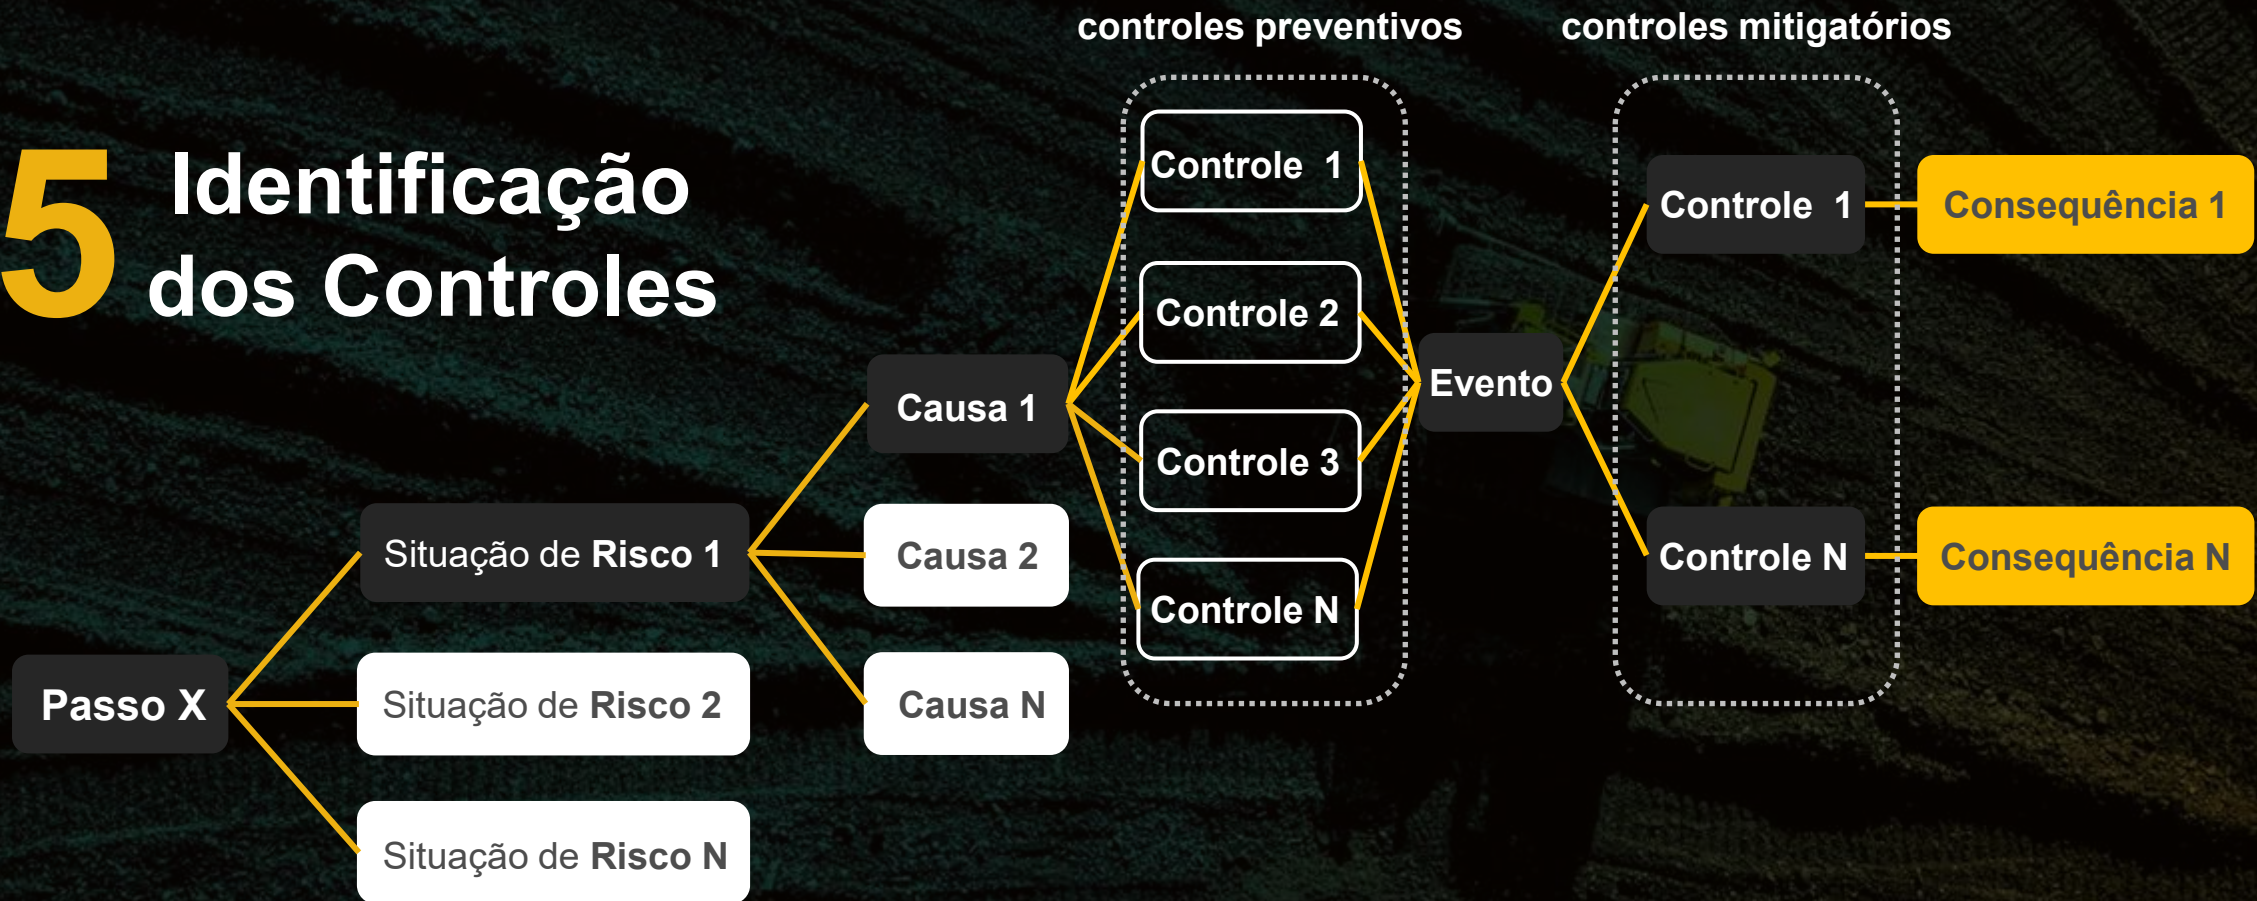 controles preventivos
controles mitigatórios
5
Identificação
dos Controles
Passo X
Situação de Risco 1
Situação de Risco 2
Situação de Risco N
Causa 1
Causa 2
Causa N
Controle 1
Controle 2
Controle 3
Controle N
Evento
Controle 1
Controle N
Consequência 1
Consequência N